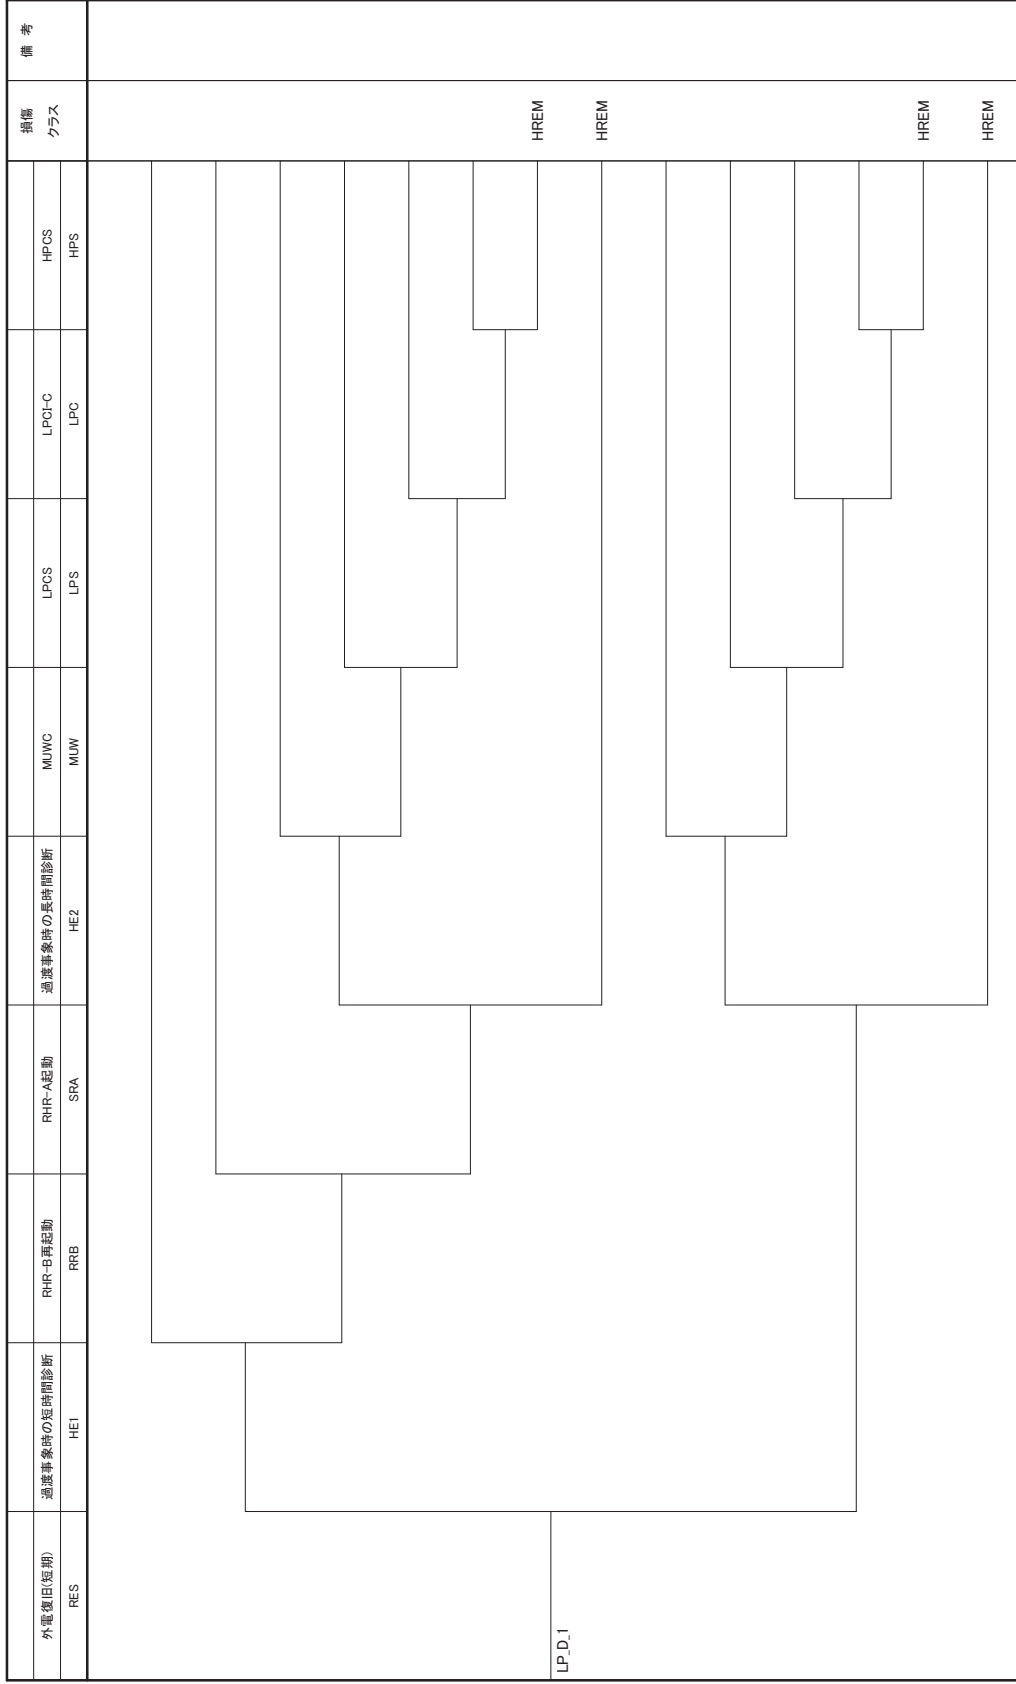 外電復旧(短期)
過渡事象時の短時間診断
RHR-B再起動
RHR-A起動
過渡事象時の長時間診断
MUWC
LPCS
LPCI-C
HPCS
損傷
クラス
備 考
RES
HE1
RRB
SRA
HE2
MUW
LPS
LPC
HPS
LP_D_1
HREM
HREM
HREM
HREM